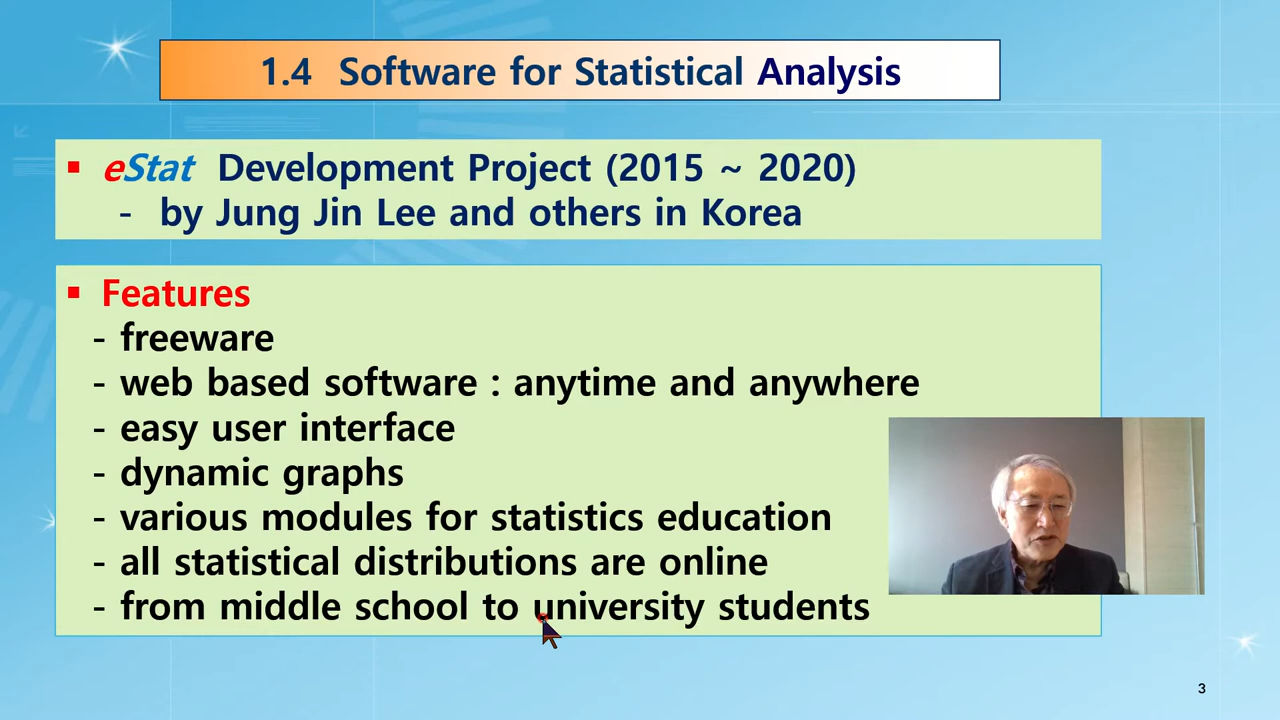 1.4 Software for Statistical Analysis
▪ eStat Development Project (2015 ~ 2020)
- by Jung Jin Lee and others in Korea
▪ Features
- freeware
- web based software : anytime and anywhere
- easy user interface
- dynamic graphs
- various modules for statistics education
- all statistical distributions are online
- from middle school to university students
3